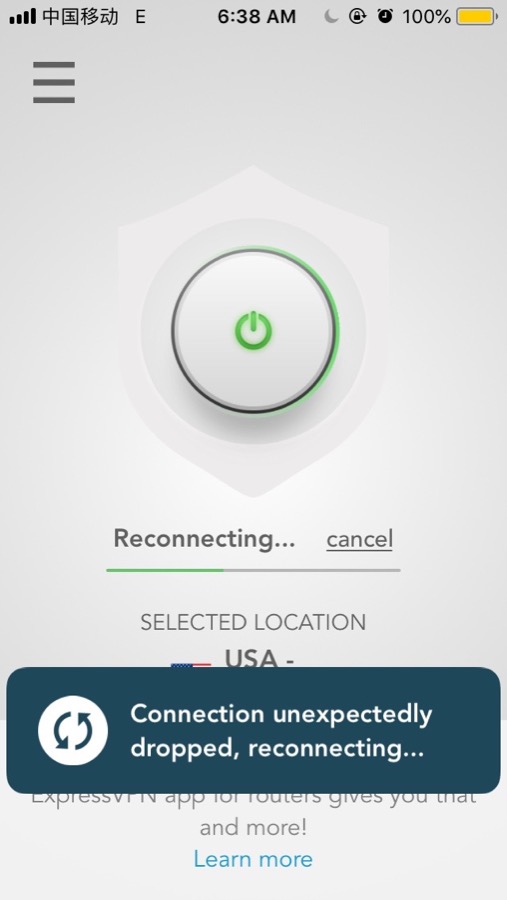 中国移动 E 6:38 AM 100%
Reconnecting... cancel
SELECTED LOCATION
USA -
Connection unexpectedly
dropped, reconnecting...
ExpressVPN app for routers gives you that
and more!
Learn more